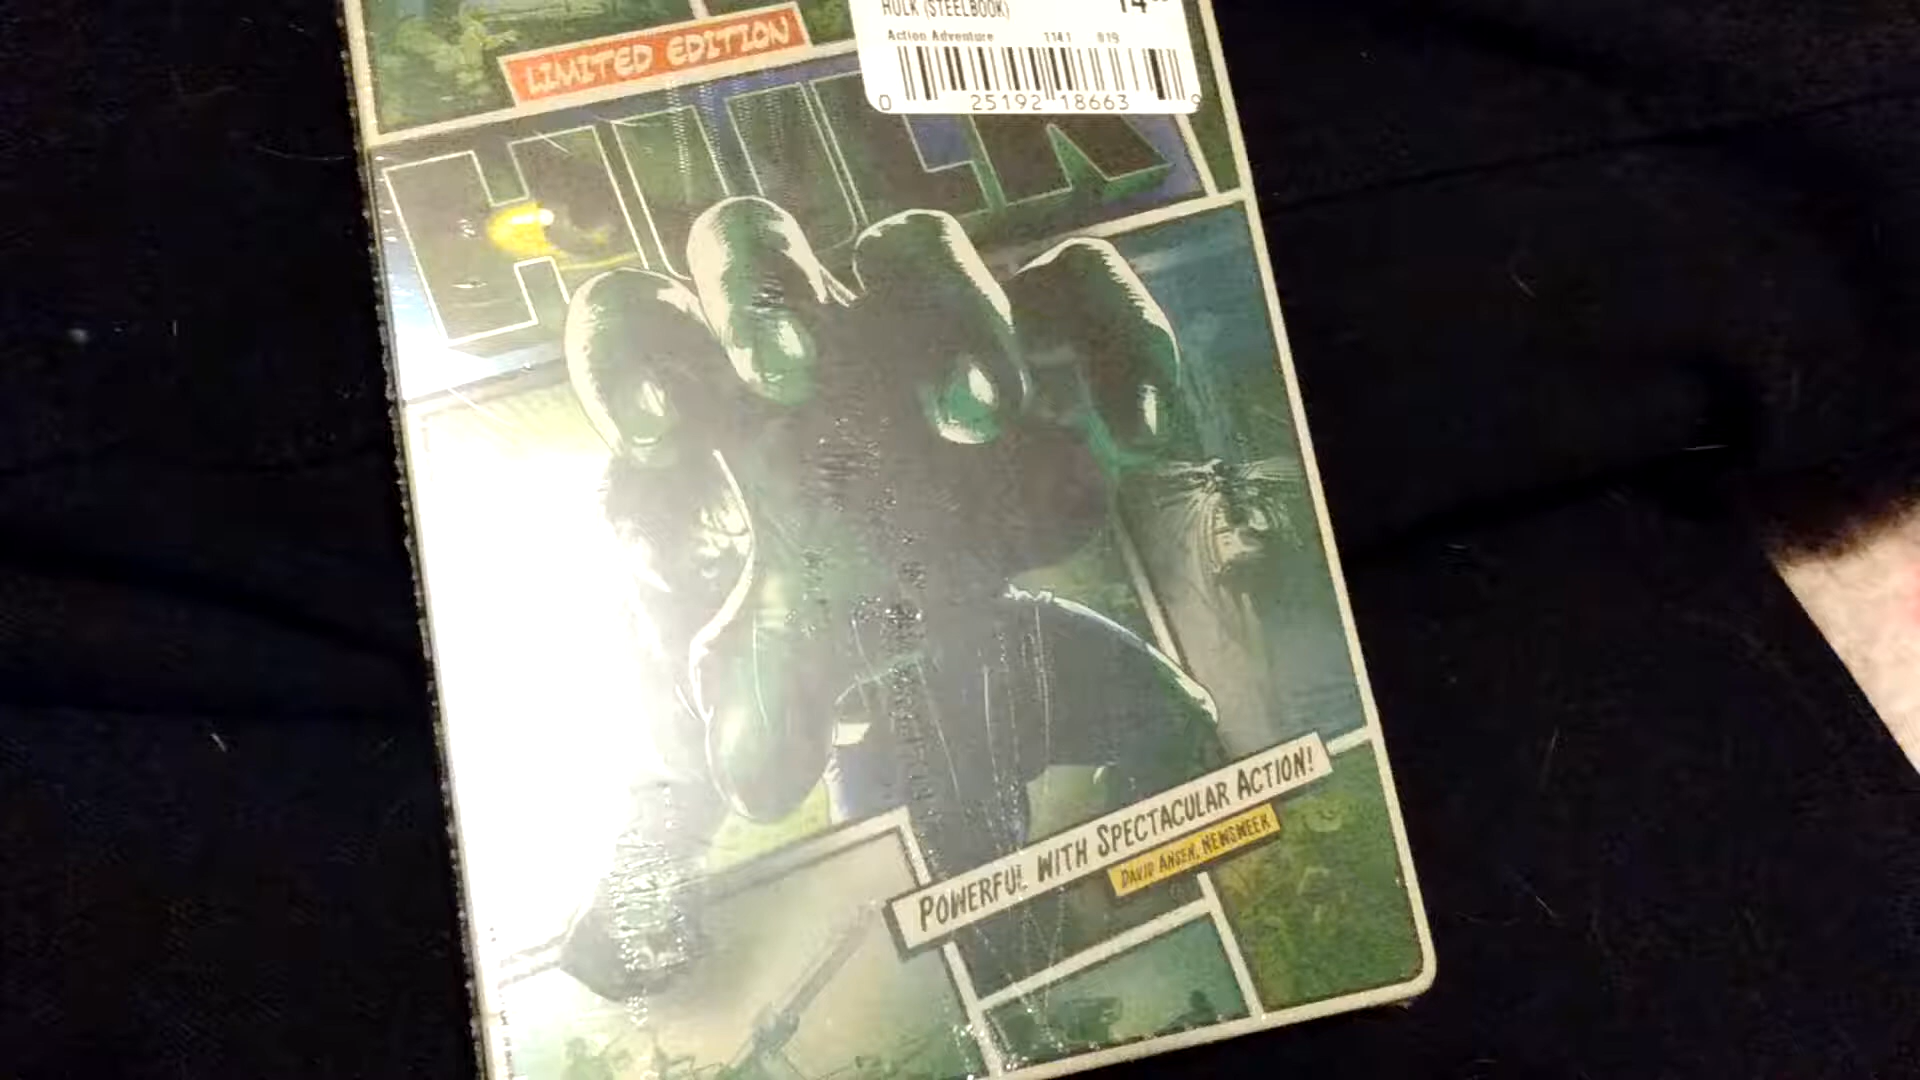 HULK (STEELBOOK)
Action Adventure 1141 819
0 25192 18663 9
LIMITED EDITION
HULK
POWERFUL WITH SPECTACULAR ACTION!
DAVID ANSEN, NEWSWEEK